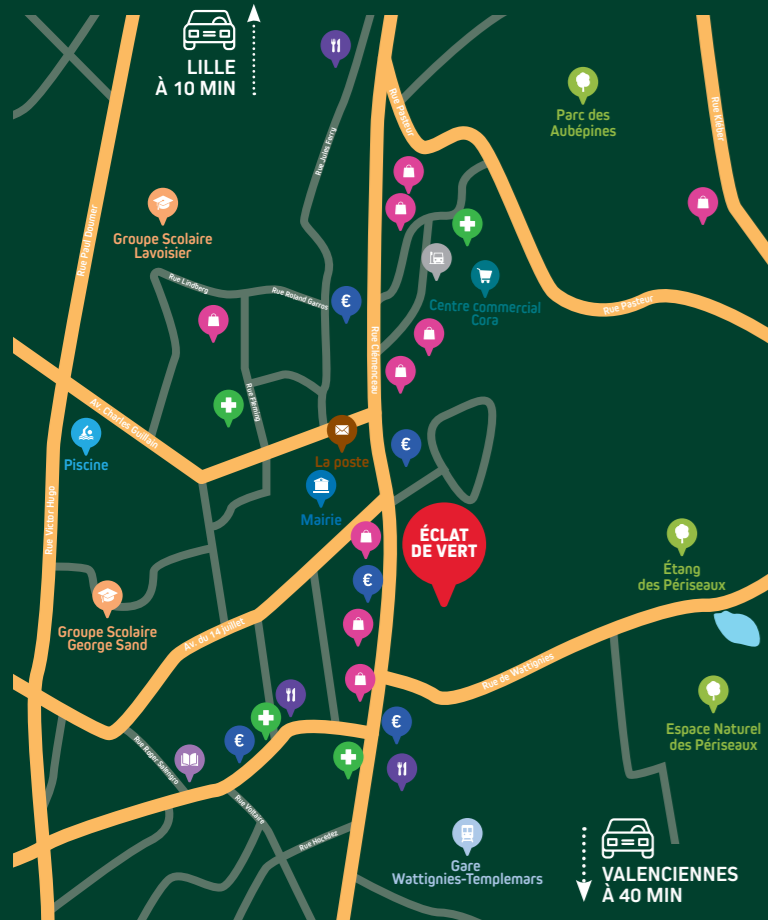 LILLE
À 10 MIN
Parc des
Aubépines
Rue Pasteur
Rue Kléber
Rue Jules Ferry
Groupe Scolaire
Lavoisier
Rue Paul Doumer
Rue Lindberg
Rue Roland Garros
€
Centre commercial
Cora
Rue Pasteur
Rue Clémenceau
Rue Fleming
Av. Charles Guillain
Piscine
La poste
€
Mairie
Rue Victor Hugo
ÉCLAT
DE VERT
Étang
des Périseaux
€
Groupe Scolaire
George Sand
Av. du 14 juillet
Rue de Wattignies
€
€
Espace Naturel
des Périseaux
Rue Roger Salengro
Rue Voltaire
Rue Hocedez
Gare
Wattignies-Templemars
VALENCIENNES
À 40 MIN